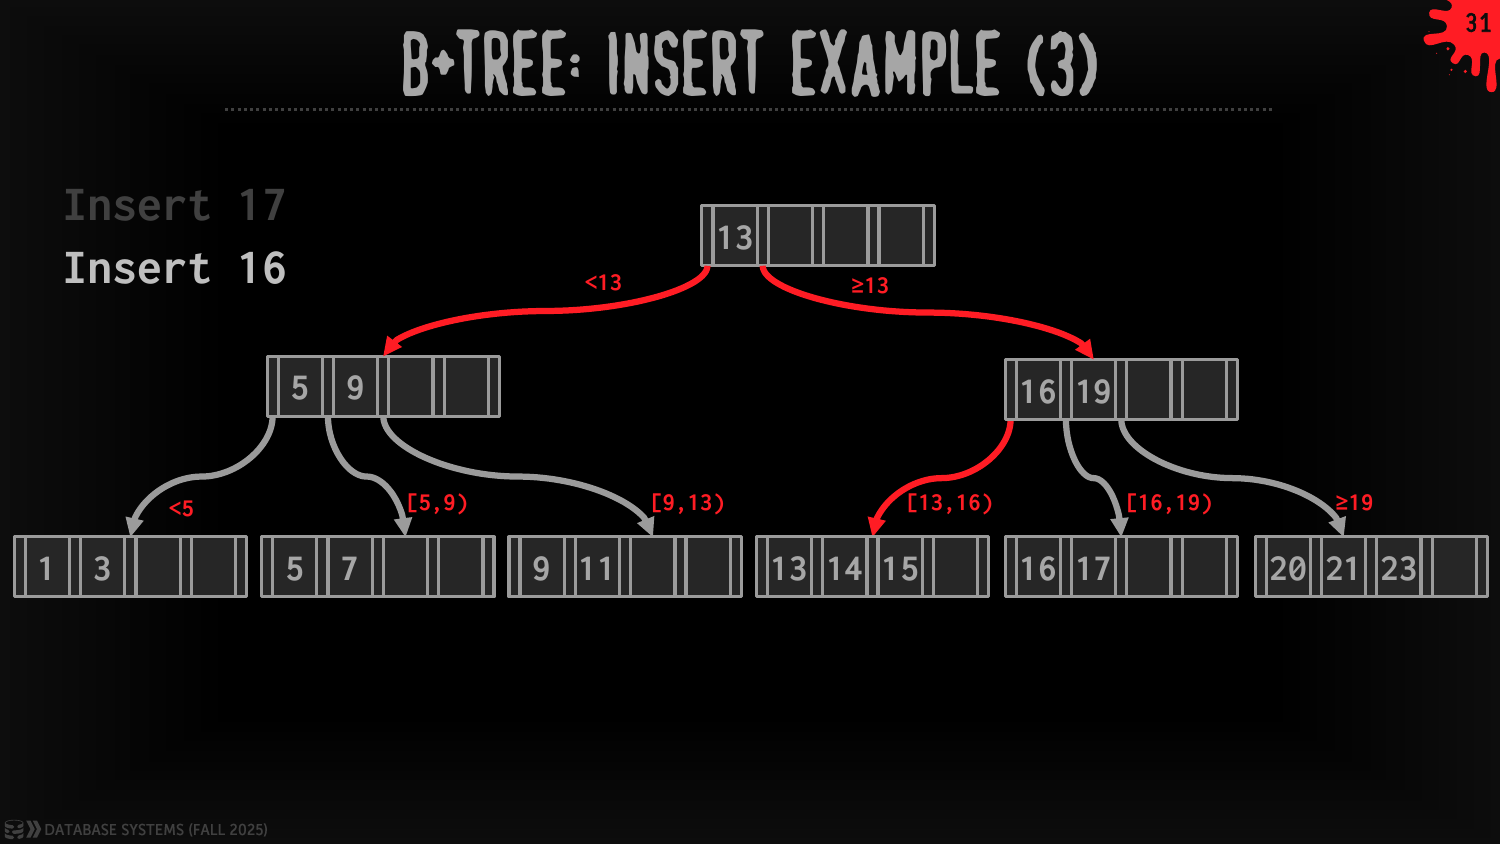 31
B+TREE: INSERT EXAMPLE (3)
Insert 17
Insert 16
13
<13
≥13
5 9
16 19
<5
[5,9)
[9,13)
[13,16)
[16,19)
≥19
1 3
5 7
9 11
13 14 15
16 17
20 21 23
DATABASE SYSTEMS (FALL 2025)